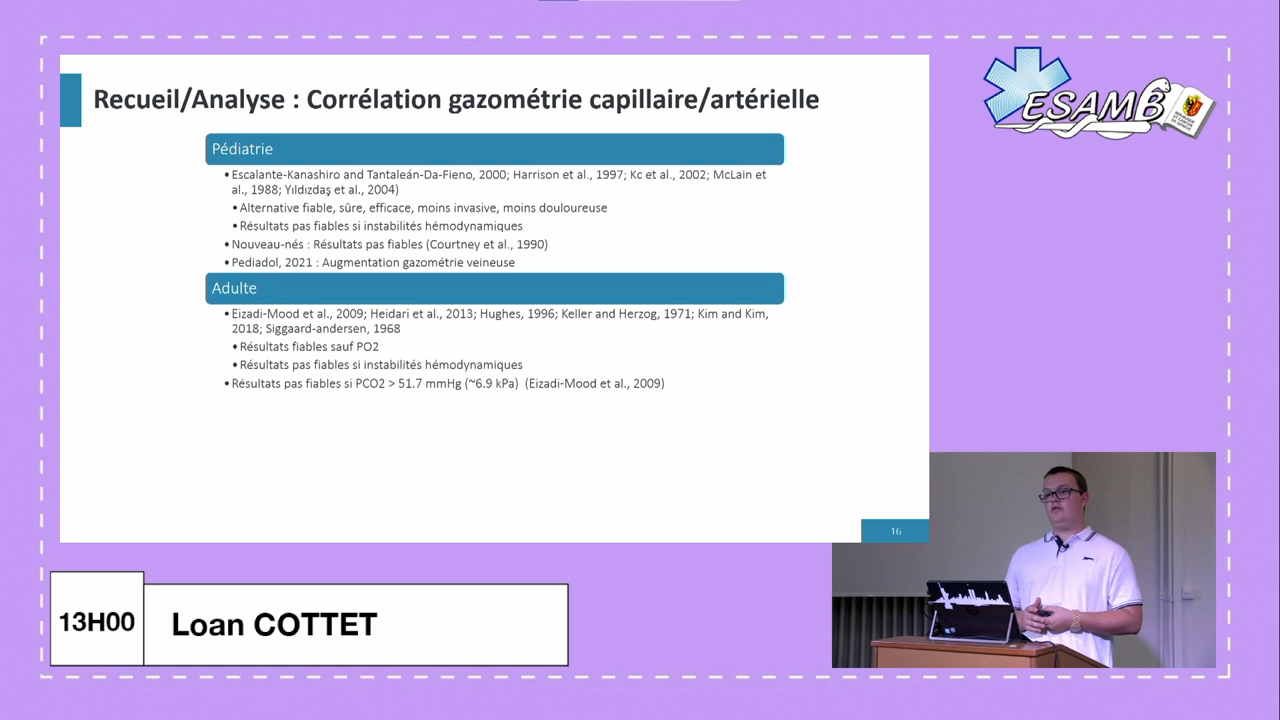 Recueil/Analyse : Corrélation gazométrie capillaire/artérielle
Pédiatrie
•Escalante-Kanashiro and Tantaleán-Da-Fieno, 2000; Harrison et al., 1997; Kc et al., 2002; McLain et
al., 1988; Yıldızdaş et al., 2004)
•Alternative fiable, sûre, efficace, moins invasive, moins douloureuse
•Résultats pas fiables si instabilités hémodynamiques
•Nouveau-nés : Résultats pas fiables (Courtney et al., 1990)
•Pediadol, 2021 : Augmentation gazométrie veineuse
Adulte
•Eizadi-Mood et al., 2009; Heidari et al., 2013; Hughes, 1996; Keller and Herzog, 1971; Kim and Kim,
2018; Siggaard-andersen, 1968
•Résultats fiables sauf PO2
•Résultats pas fiables si instabilités hémodynamiques
•Résultats pas fiables si PCO2 > 51.7 mmHg (~6.9 kPa) (Eizadi-Mood et al., 2009)
16
ESAMB
13H00
Loan COTTET